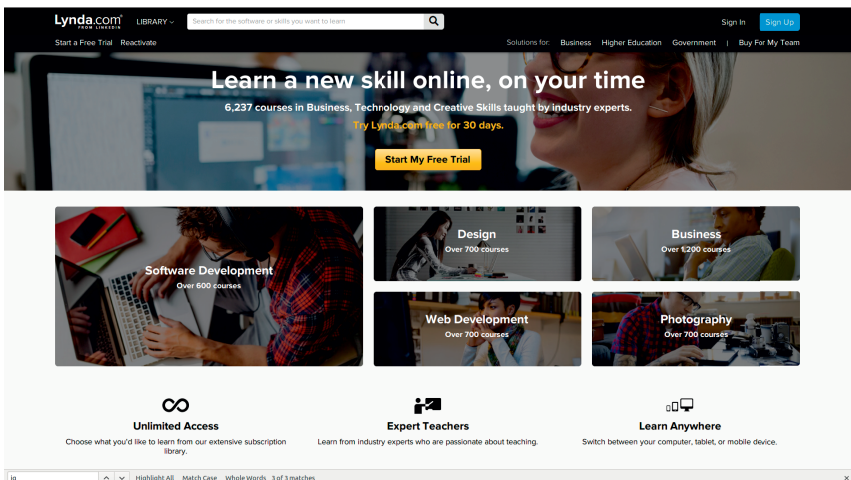 Lynda.com
FROM LINKEDIN
LIBRARY
Search for the software or skills you want to learn
Sign In
Sign Up
Start a Free Trial
Reactivate
Solutions for:
Business
Higher Education
Government
|
Buy For My Team
Learn a new skill online, on your time
6,237 courses in Business, Technology and Creative Skills taught by industry experts.
Try Lynda.com free for 30 days.
Start My Free Trial
Software Development
Over 600 courses
Design
Over 700 courses
Business
Over 1,200 courses
Web Development
Over 700 courses
Photography
Over 700 courses
Unlimited Access
Choose what you'd like to learn from our extensive subscription
library.
Expert Teachers
Learn from industry experts who are passionate about teaching.
Learn Anywhere
Switch between your computer, tablet, or mobile device.
Highlight All
Match Case
Whole Words
3 of 3 matches